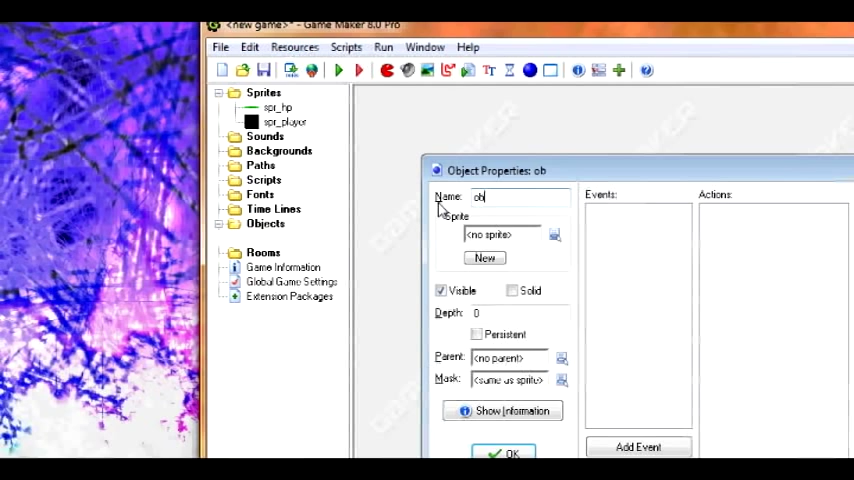 <new game>* - Game Maker 8.0 Pro
File Edit Resources Scripts Run Window Help
Sprites
spr_hp
spr_player
Sounds
Backgrounds
Paths
Scripts
Fonts
Time Lines
Objects
Rooms
Game Information
Global Game Settings
Extension Packages
Object Properties: ob
Name: ob
Sprite
<no sprite>
New
Visible Solid
Depth: 0
Persistent
Parent: <no parent>
Mask: <same as sprite>
Show Information
OK
Events:
Add Event
Actions: